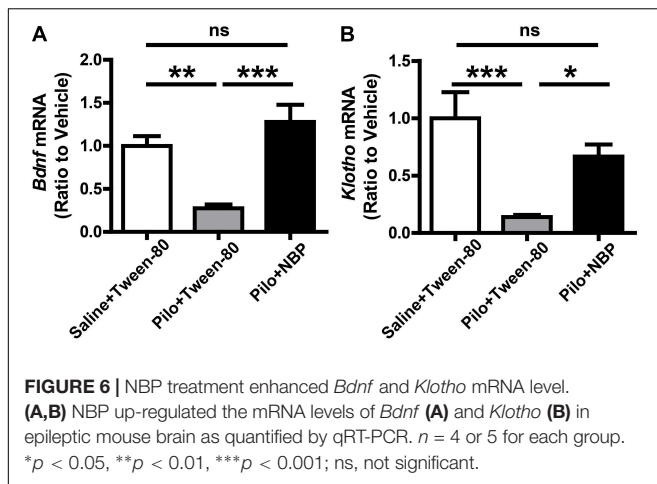 A
ns
**
***
Bdnf mRNA
(Ratio to Vehicle)
2.0
1.5
1.0
0.5
0.0
Saline+Tween-80
Pilo+Tween-80
Pilo+NBP
B
ns
***
*
Klotho mRNA
(Ratio to Vehicle)
1.5
1.0
0.5
0.0
Saline+Tween-80
Pilo+Tween-80
Pilo+NBP
FIGURE 6 | NBP treatment enhanced Bdnf and Klotho mRNA level.
(A,B) NBP up-regulated the mRNA levels of Bdnf (A) and Klotho (B) in
epileptic mouse brain as quantified by qRT-PCR. n = 4 or 5 for each group.
*p < 0.05, **p < 0.01, ***p < 0.001; ns, not significant.